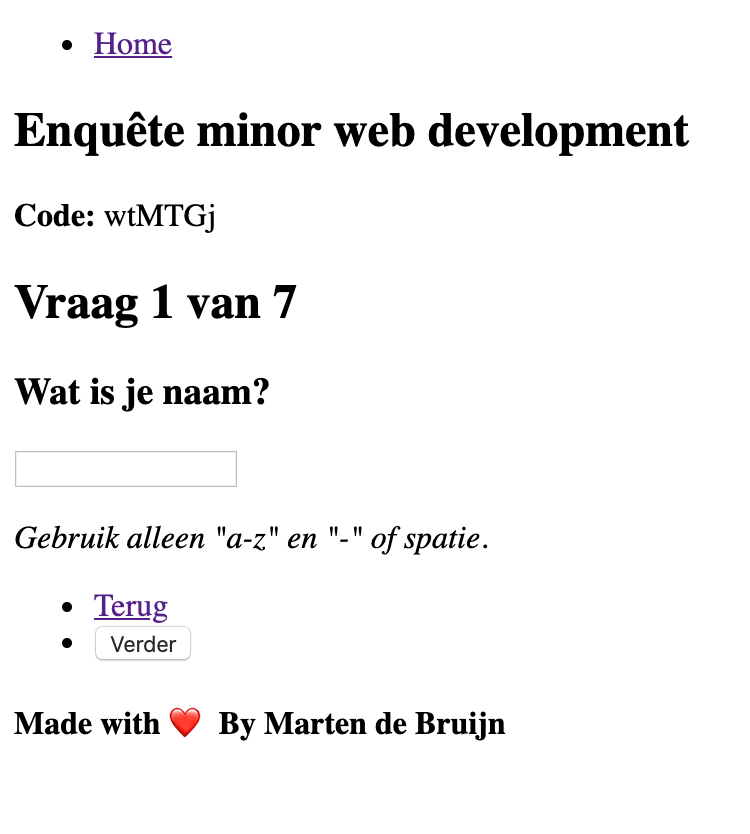 Home
Enquête minor web development
Code: wtMTGj
Vraag 1 van 7
Wat is je naam?
Gebruik alleen "a-z" en "-" of spatie.
Terug
Verder
Made with ❤️ By Marten de Bruijn